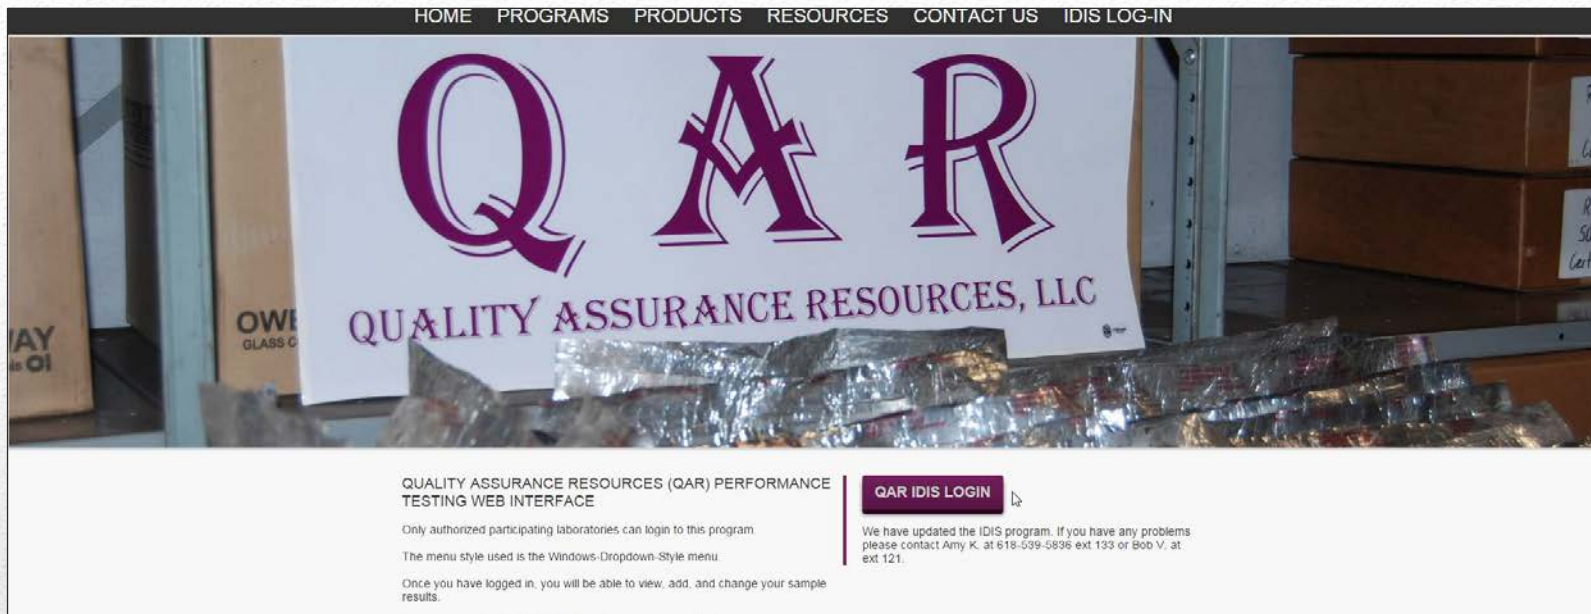 HOME PROGRAMS PRODUCTS RESOURCES CONTACT US IDIS LOG-IN
Q A R
QUALITY ASSURANCE RESOURCES, LLC
OWE
GLASS C
AY
OI
QUALITY ASSURANCE RESOURCES (QAR) PERFORMANCE
TESTING WEB INTERFACE
Only authorized participating laboratories can login to this program
The menu style used is the Windows-Dropdown-Style menu
Once you have logged in, you will be able to view, add, and change your sample
results.
QAR IDIS LOGIN
We have updated the IDIS program. If you have any problems
please contact Amy K. at 618-539-5836 ext 133 or Bob V. at
ext 121.